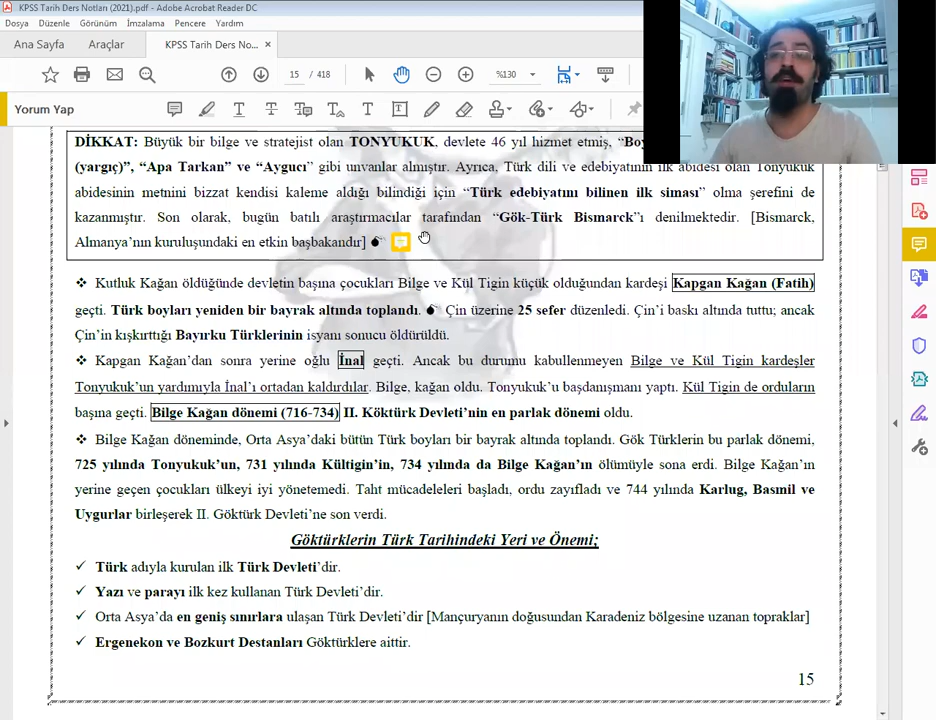 KPSS Tarih Ders Notları (2021).pdf - Adobe Acrobat Reader DC
Dosya Düzenle Görünüm İmzalama Pencere Yardım
Ana Sayfa Araçlar KPSS Tarih Ders No... ×
15 / 418 %130
Yorum Yap
DİKKAT: Büyük bir bilge ve stratejist olan TONYUKUK, devlete 46 yıl hizmet etmiş,
(yargıç)”, “Apa Tarkan” ve “Aygucı” gibi unvanlar almıştır. Ayrıca, Türk dili ve edebiyatının ilk abidesi olan Tonyukuk
abidesinin metnini bizzat kendisi kaleme aldığı bilindiği için “Türk edebiyatını bilinen ilk siması” olma şerefini de
kazanmıştır. Son olarak, bugün batılı araştırmacılar tarafından “Gök-Türk Bismarck”ı denilmektedir. [Bismarck,
Almanya’nın kuruluşundaki en etkin başbakandır]
❖ Kutluk Kağan öldüğünde devletin başına çocukları Bilge ve Kül Tigin küçük olduğundan kardeşi Kapgan Kağan (Fatih)
geçti. Türk boyları yeniden bir bayrak altında toplandı. Çin üzerine 25 sefer düzenledi. Çin’i baskı altında tuttu; ancak
Çin’in kışkırttığı Bayırku Türklerinin isyanı sonucu öldürüldü.
❖ Kapgan Kağan’dan sonra yerine oğlu İnal geçti. Ancak bu durumu kabullenmeyen Bilge ve Kül Tigin kardeşler
Tonyukuk’un yardımıyla İnal’ı ortadan kaldırdılar. Bilge, kağan oldu. Tonyukuk’u başdanışmanı yaptı. Kül Tigin de orduların
başına geçti. Bilge Kağan dönemi (716-734) II. Köktürk Devleti’nin en parlak dönemi oldu.
❖ Bilge Kağan döneminde, Orta Asya’daki bütün Türk boyları bir bayrak altında toplandı. Gök Türklerin bu parlak dönemi,
725 yılında Tonyukuk’un, 731 yılında Kültigin’in, 734 yılında da Bilge Kağan’ın ölümüyle sona erdi. Bilge Kağan’ın
yerine geçen çocukları ülkeyi iyi yönetemedi. Taht mücadeleleri başladı, ordu zayıfladı ve 744 yılında Karlug, Basmil ve
Uygurlar birleşerek II. Göktürk Devleti’ne son verdi.
Göktürklerin Türk Tarihindeki Yeri ve Önemi;
✓ Türk adıyla kurulan ilk Türk Devleti’dir.
✓ Yazı ve parayı ilk kez kullanan Türk Devleti’dir.
✓ Orta Asya’da en geniş sınırlara ulaşan Türk Devleti’dir [Mançuryanın doğusundan Karadeniz bölgesine uzanan topraklar]
✓ Ergenekon ve Bozkurt Destanları Göktürklere aittir.
15